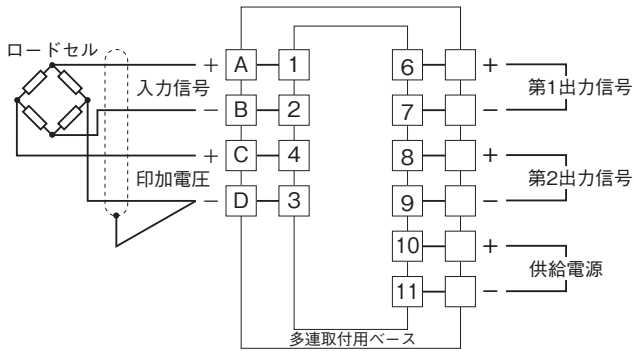 ロードセル
入力信号
印加電圧
+ A 1
− B 2
+ C 4
− D 3
6 +
7 −
第1出力信号
8 +
9 −
第2出力信号
10 +
11 −
供給電源
多連取付用ベース